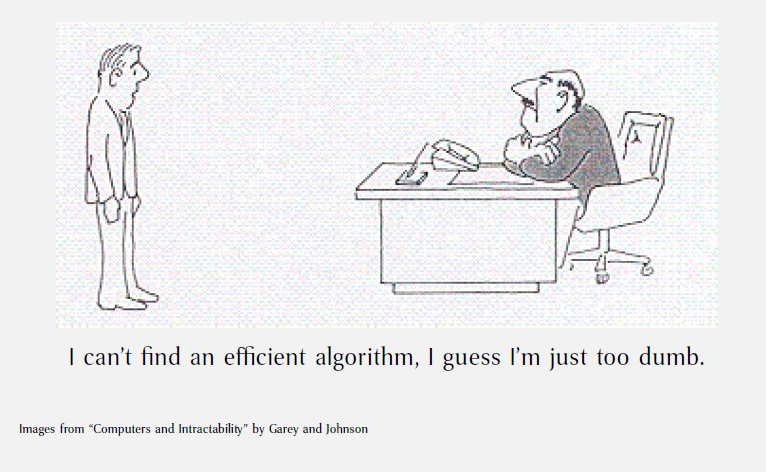 I can't find an efficient algorithm, I guess I'm just too dumb.
Images from “Computers and Intractability” by Garey and Johnson